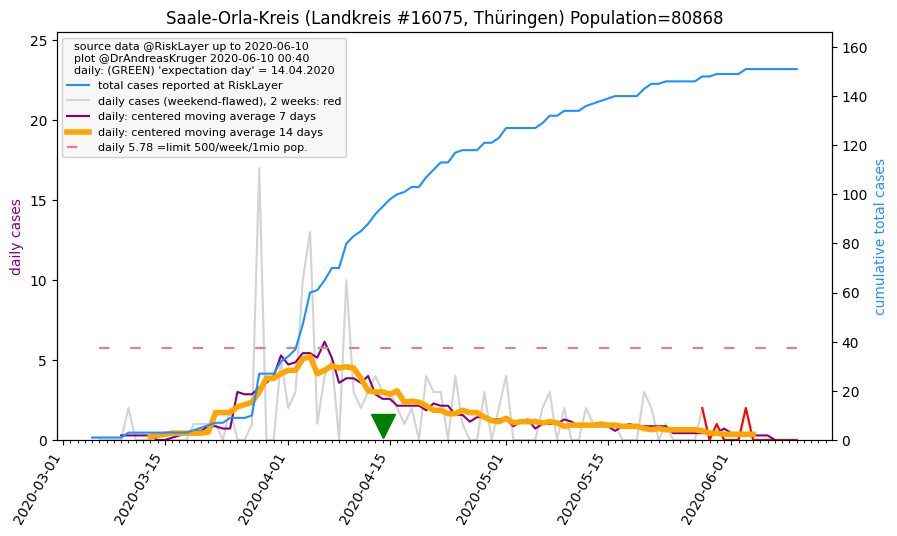 Saale-Orla-Kreis (Landkreis #16075, Thüringen) Population=80868
source data @RiskLayer up to 2020-06-10
plot @DrAndreasKruger 2020-06-10 00:40
daily: (GREEN) 'expectation day' = 14.04.2020
total cases reported at RiskLayer
daily cases (weekend-flawed), 2 weeks: red
daily: centered moving average 7 days
daily: centered moving average 14 days
daily 5.78 =limit 500/week/1mio pop.
daily cases
25
20
15
10
5
0
160
140
120
100
80
60
40
20
0
cumulative total cases
2020-03-01
2020-03-15
2020-04-01
2020-04-15
2020-05-01
2020-05-15
2020-06-01